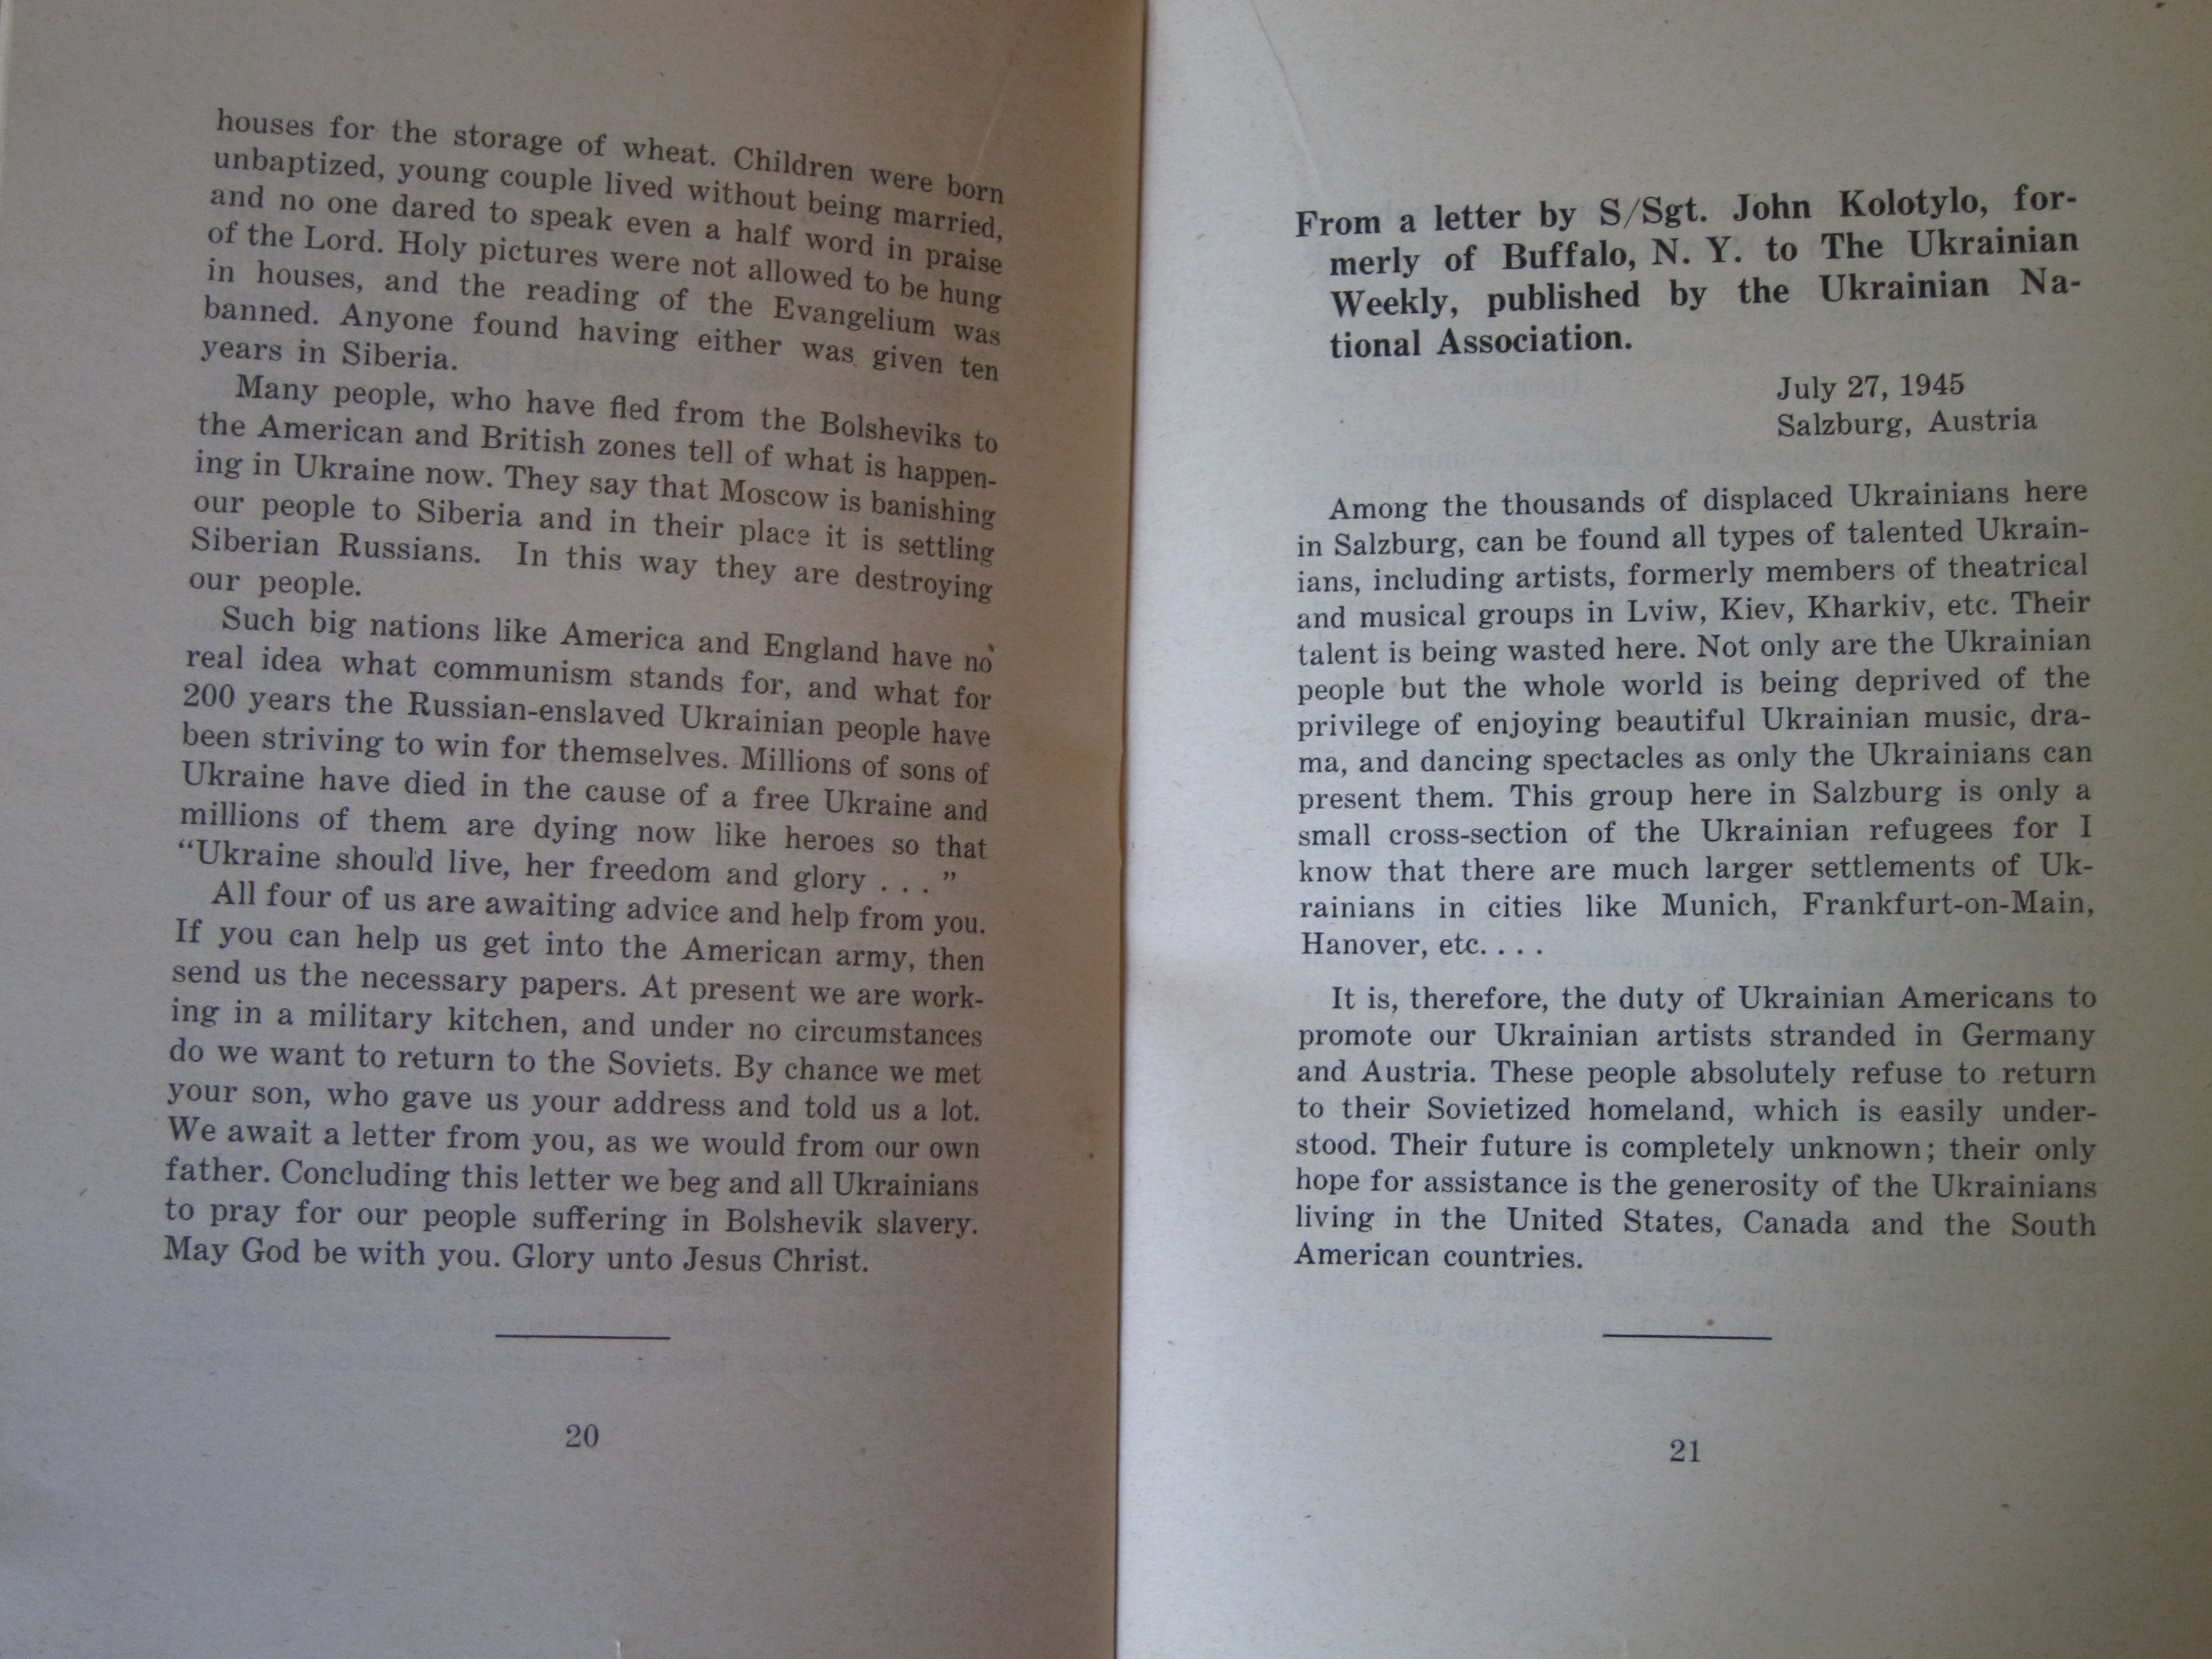 houses for the storage of wheat. Children were born
unbaptized, young couple lived without being married,
and no one dared to speak even a half word in praise
of the Lord. Holy pictures were not allowed to be hung
in houses, and the reading of the Evangelium was
banned. Anyone found having either was given ten
years in Siberia.
Many people, who have fled from the Bolsheviks to
the American and British zones tell of what is happen-
ing in Ukraine now. They say that Moscow is banishing
our people to Siberia and in their place it is settling
Siberian Russians. In this way they are destroying
our people.
Such big nations like America and England have no
real idea what communism stands for, and what for
200 years the Russian-enslaved Ukrainian people have
been striving to win for themselves. Millions of sons of
Ukraine have died in the cause of a free Ukraine and
millions of them are dying now like heroes so that
“Ukraine should live, her freedom and glory . . . ”
All four of us are awaiting advice and help from you.
If you can help us get into the American army, then
send us the necessary papers. At present we are work-
ing in a military kitchen, and under no circumstances
do we want to return to the Soviets. By chance we met
your son, who gave us your address and told us a lot.
We await a letter from you, as we would from our own
father. Concluding this letter we beg and all Ukrainians
to pray for our people suffering in Bolshevik slavery.
May God be with you. Glory unto Jesus Christ.
20
From a letter by S/Sgt. John Kolotylo, for-
merly of Buffalo, N. Y. to The Ukrainian
Weekly, published by the Ukrainian Na-
tional Association.
July 27, 1945
Salzburg, Austria
Among the thousands of displaced Ukrainians here
in Salzburg, can be found all types of talented Ukrain-
ians, including artists, formerly members of theatrical
and musical groups in Lviw, Kiev, Kharkiv, etc. Their
talent is being wasted here. Not only are the Ukrainian
people but the whole world is being deprived of the
privilege of enjoying beautiful Ukrainian music, dra-
ma, and dancing spectacles as only the Ukrainians can
present them. This group here in Salzburg is only a
small cross-section of the Ukrainian refugees for I
know that there are much larger settlements of Uk-
rainians in cities like Munich, Frankfurt-on-Main,
Hanover, etc. . . .
It is, therefore, the duty of Ukrainian Americans to
promote our Ukrainian artists stranded in Germany
and Austria. These people absolutely refuse to return
to their Sovietized homeland, which is easily under-
stood. Their future is completely unknown; their only
hope for assistance is the generosity of the Ukrainians
living in the United States, Canada and the South
American countries.
21